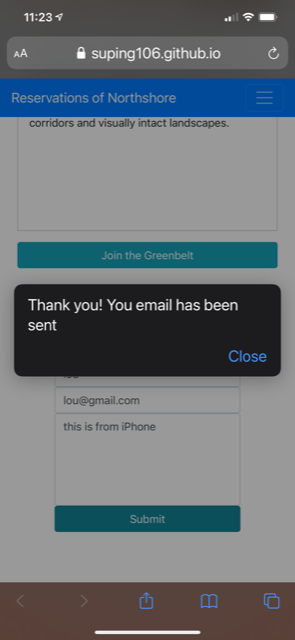 11:23
AA suping106.github.io
Reservations of Northshore
corridors and visually intact landscapes.
Join the Greenbelt
Thank you! You email has been
sent
Close
lou@gmail.com
this is from iPhone
Submit